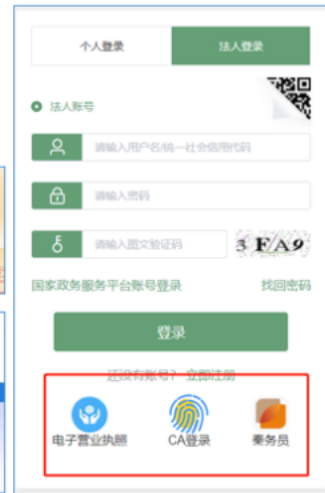 个人登录 法人登录
法人账号
请输入用户名/统一社会信用代码
请输入密码
请输入图文验证码 3 FA9
国家政务服务平台账号登录 找回密码
登录
还没有账号？ 立即注册
电子营业执照 CA登录 秦务员